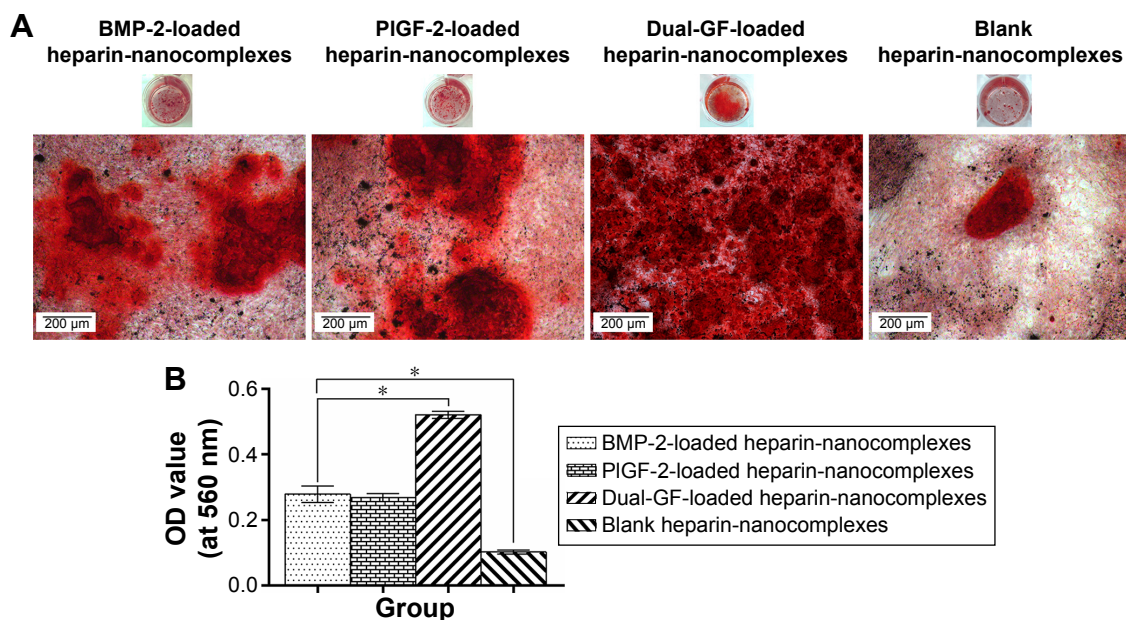 A
BMP-2-loaded
heparin-nanocomplexes
PlGF-2-loaded
heparin-nanocomplexes
Dual-GF-loaded
heparin-nanocomplexes
Blank
heparin-nanocomplexes
200 µm
200 µm
200 µm
200 µm
B
*
*
0.6
0.4
0.2
0.0
OD value
(at 560 nm)
Group
BMP-2-loaded heparin-nanocomplexes
PlGF-2-loaded heparin-nanocomplexes
Dual-GF-loaded heparin-nanocomplexes
Blank heparin-nanocomplexes